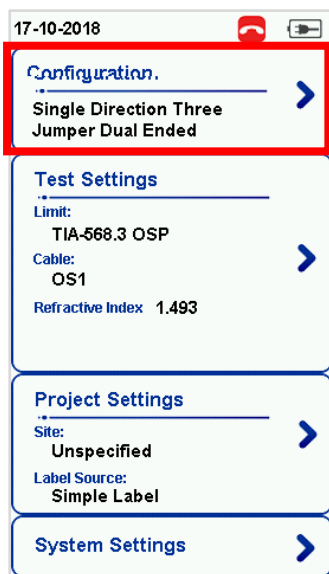 17-10-2018
Configuration.
Single Direction Three
Jumper Dual Ended
Test Settings
Limit:
TIA-568.3 OSP
Cable:
OS1
Refractive Index 1.493
Project Settings
Site:
Unspecified
Label Source:
Simple Label
System Settings